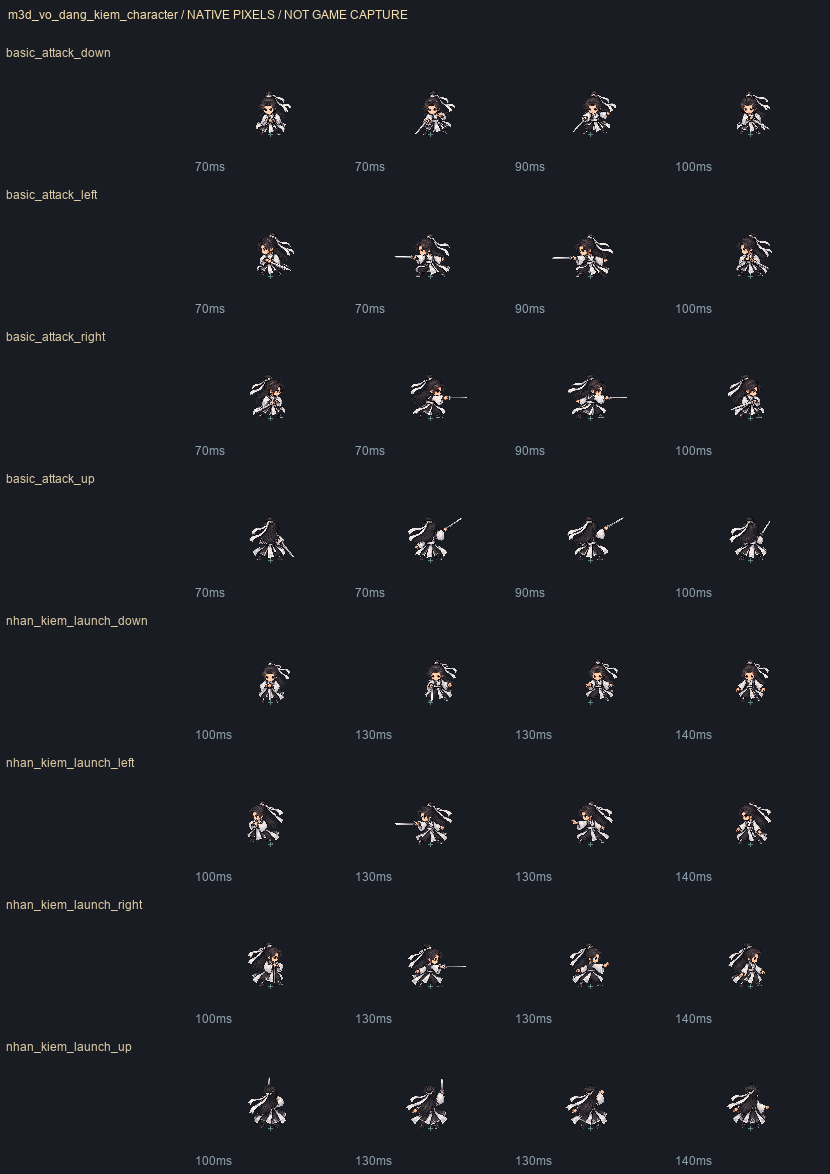 m3d_vo_dang_kiem_character / NATIVE PIXELS / NOT GAME CAPTURE
basic_attack_down
70ms 70ms 90ms 100ms
basic_attack_left
70ms 70ms 90ms 100ms
basic_attack_right
70ms 70ms 90ms 100ms
basic_attack_up
70ms 70ms 90ms 100ms
nhan_kiem_launch_down
100ms 130ms 130ms 140ms
nhan_kiem_launch_left
100ms 130ms 130ms 140ms
nhan_kiem_launch_right
100ms 130ms 130ms 140ms
nhan_kiem_launch_up
100ms 130ms 130ms 140ms